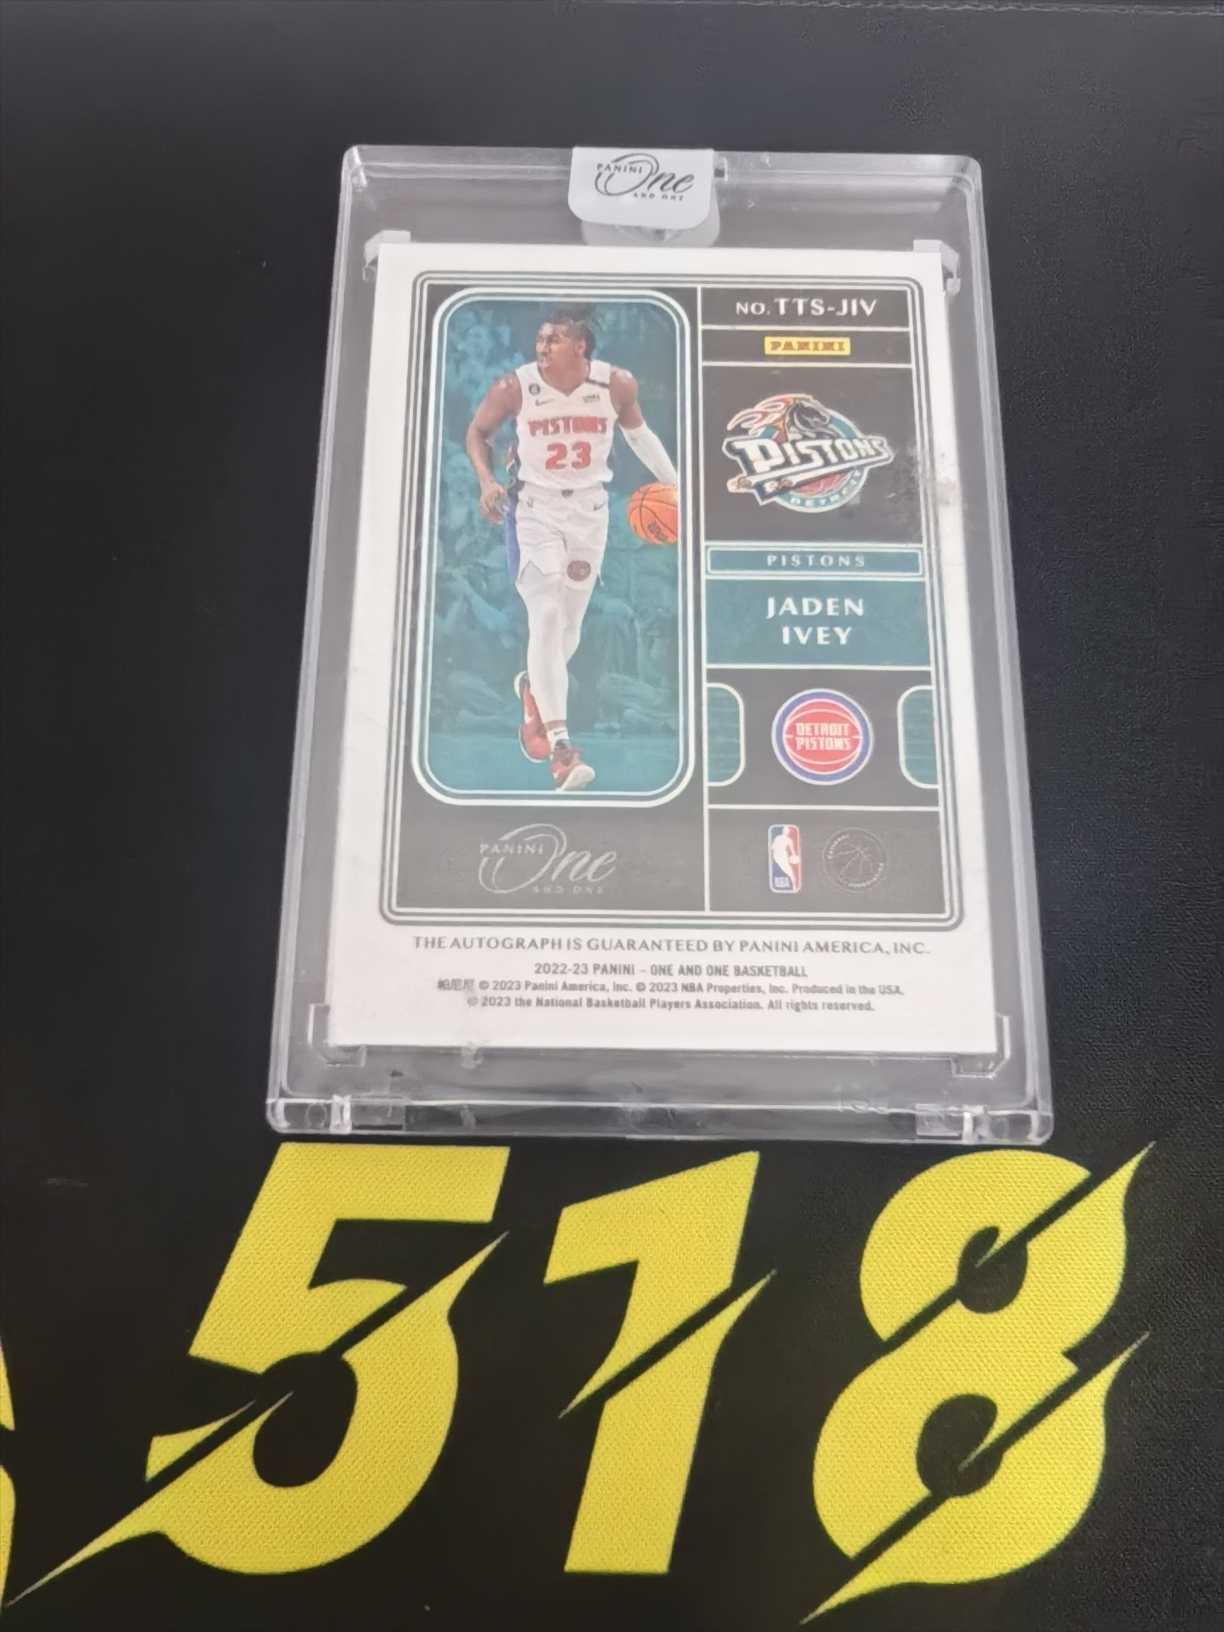 PANINI
One
AND ONE
NO. TTS-JIV
PANINI
PISTONS
23
PISTONS
DETROIT
PISTONS
JADEN
IVEY
DETROIT
PISTONS
PANINI
One
AND ONE
NBA
THE AUTOGRAPH IS GUARANTEED BY PANINI AMERICA, INC.
2022-23 PANINI – ONE AND ONE BASKETBALL
帕尼尼 © 2023 Panini America, Inc. © 2023 NBA Properties, Inc. Produced in the USA.
© 2023 the National Basketball Players Association. All rights reserved.
518